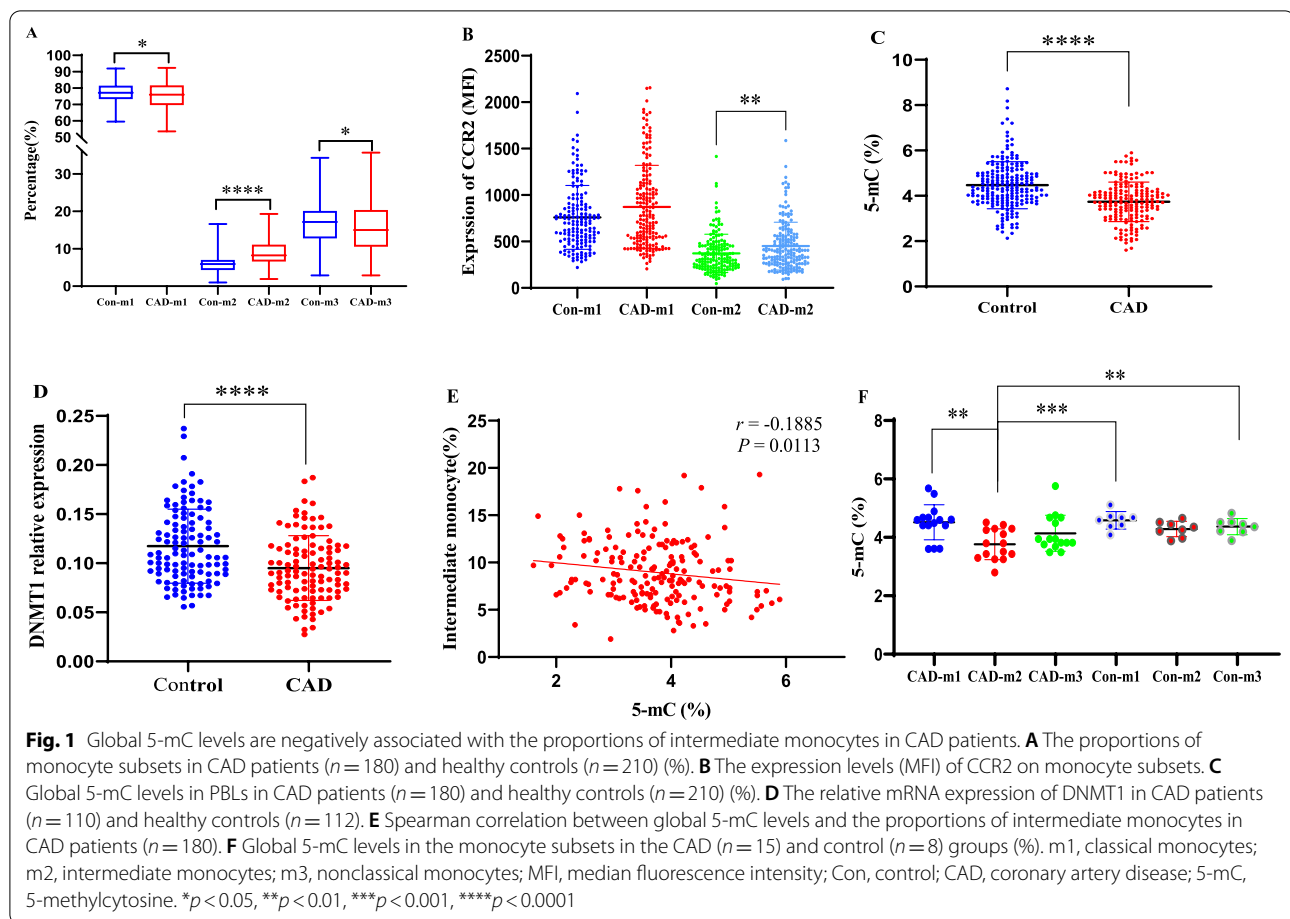 A
*
100
90
80
70
60
50
****
*
30
20
10
0
Percentage(%)
Con-m1 CAD-m1 Con-m2 CAD-m2 Con-m3 CAD-m3
B
2500
2000
1500
1000
500
0
**
Exprssion of CCR2 (MFI)
Con-m1 CAD-m1 Con-m2 CAD-m2
C
****
10
8
6
4
2
0
5-mC (%)
Control CAD
D
****
0.25
0.20
0.15
0.10
0.05
0.00
DNMT1 relative expression
Control CAD
E
r = -0.1885
P = 0.0113
25
20
15
10
5
0
Intermediate monocyte(%)
2 4 6
5-mC (%)
F
**
** ***
8
6
4
2
0
5-mC (%)
CAD-m1 CAD-m2 CAD-m3 Con-m1 Con-m2 Con-m3
Fig. 1 Global 5-mC levels are negatively associated with the proportions of intermediate monocytes in CAD patients. A The proportions of
monocyte subsets in CAD patients (n = 180) and healthy controls (n = 210) (%). B The expression levels (MFI) of CCR2 on monocyte subsets. C
Global 5-mC levels in PBLs in CAD patients (n = 180) and healthy controls (n = 210) (%). D The relative mRNA expression of DNMT1 in CAD patients
(n = 110) and healthy controls (n = 112). E Spearman correlation between global 5-mC levels and the proportions of intermediate monocytes in
CAD patients (n = 180). F Global 5-mC levels in the monocyte subsets in the CAD (n = 15) and control (n = 8) groups (%). m1, classical monocytes;
m2, intermediate monocytes; m3, nonclassical monocytes; MFI, median fluorescence intensity; Con, control; CAD, coronary artery disease; 5-mC,
5-methylcytosine. *p < 0.05, **p < 0.01, ***p < 0.001, ****p < 0.0001